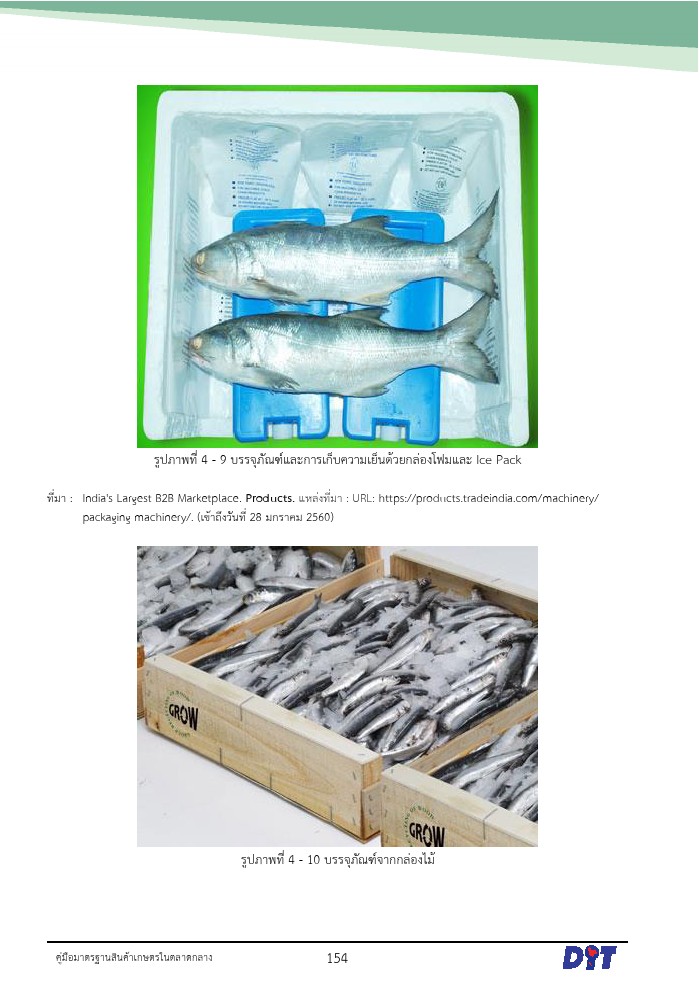 รูปภาพที่ 4 - 9 บรรจุภัณฑ์และการเก็บความเย็นด้วยกล่องโฟมและ Ice Pack
ที่มา : India's Largest B2B Marketplace. Products. แหล่งที่มา : URL: https://products.tradeindia.com/machinery/
packaging machinery/. (เข้าถึงวันที่ 28 มกราคม 2560)
GROW
GROW
รูปภาพที่ 4 - 10 บรรจุภัณฑ์จากกล่องไม้
คู่มือมาตรฐานสินค้าเกษตรในตลาดกลาง
154
DIT